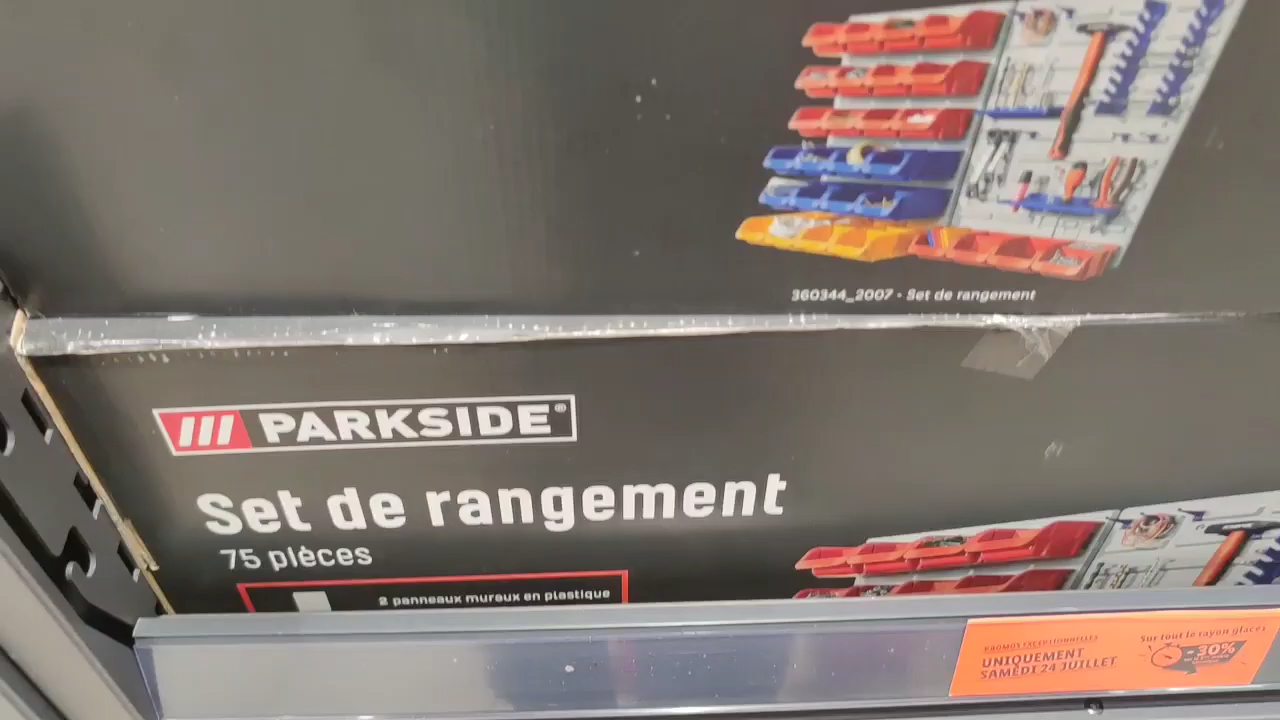 360344_2007 - Set de rangement
/// PARKSIDE®
Set de rangement
75 pièces
2 panneaux muraux en plastique
PROMOS EXCEPTIONNELLES
UNIQUEMENT
SAMEDI 24 JUILLET
Sur tout le rayon glaces
-30%